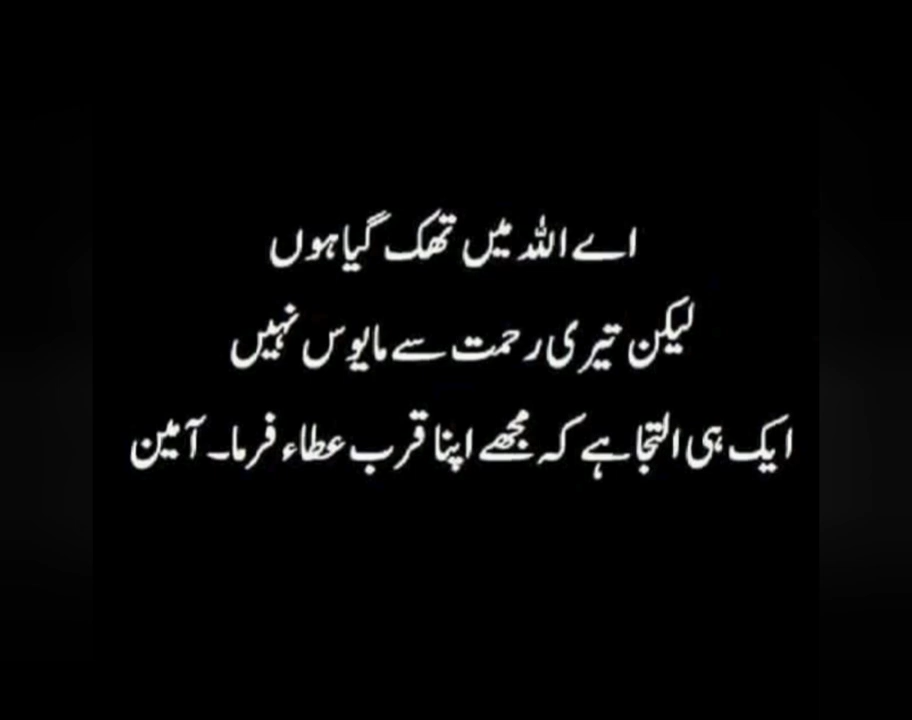 اے اللہ میں تھک گیا ہوں
لیکن تیری رحمت سے مایوس نہیں
ایک ہی التجا ہے کہ مجھے اپنا قرب عطاء فرما۔ آمین